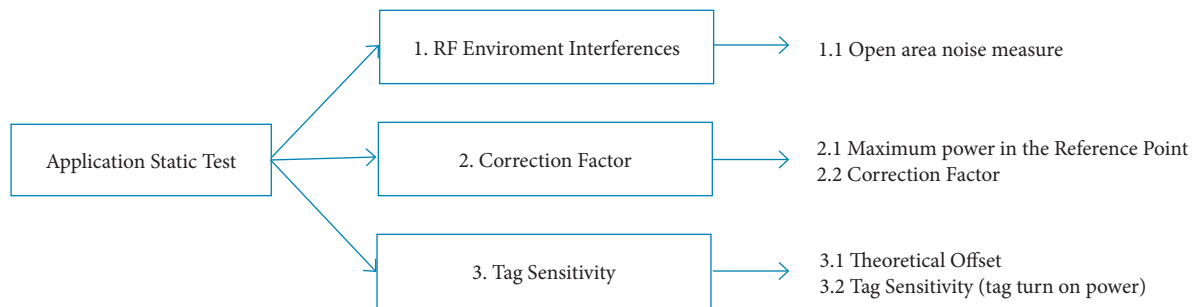 Application Static Test
1. RF Enviroment Interferences
1.1 Open area noise measure
2. Correction Factor
2.1 Maximum power in the Reference Point
2.2 Correction Factor
3. Tag Sensitivity
3.1 Theoretical Offset
3.2 Tag Sensitivity (tag turn on power)